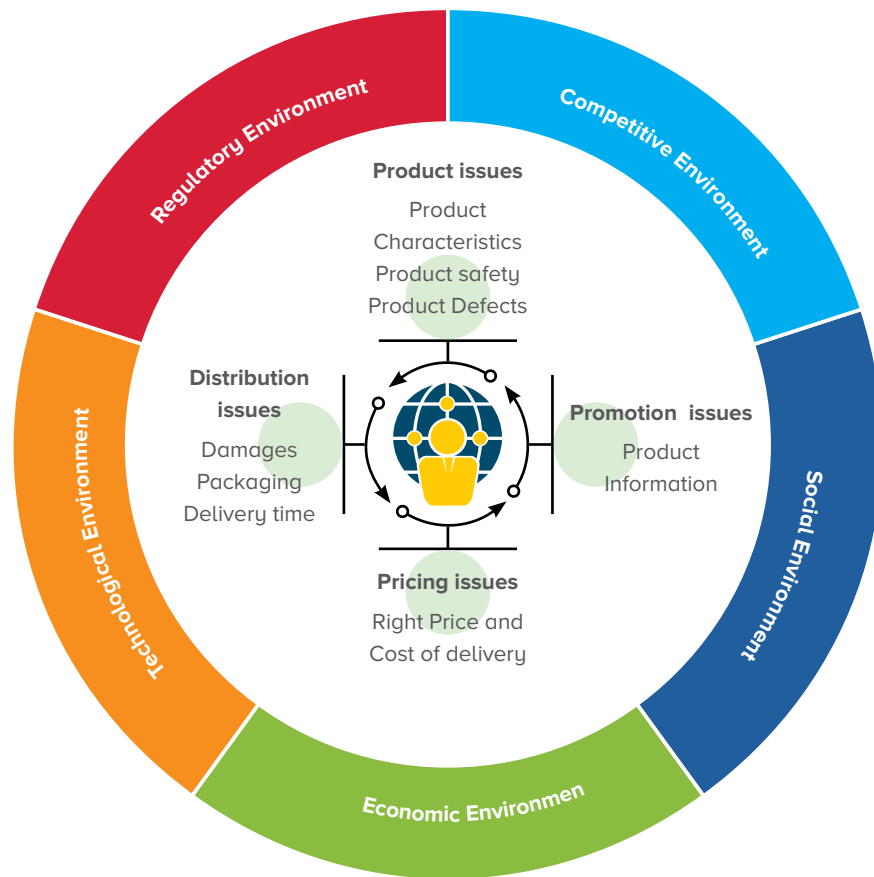 Regulatory Environment
Competitive Environment
Product issues
Product
Characteristics
Product safety
Product Defects
Distribution
issues
Damages
Packaging
Delivery time
Promotion issues
Product
Information
Pricing issues
Right Price and
Cost of delivery
Technological Environment
Social Environment
Economic Environmen